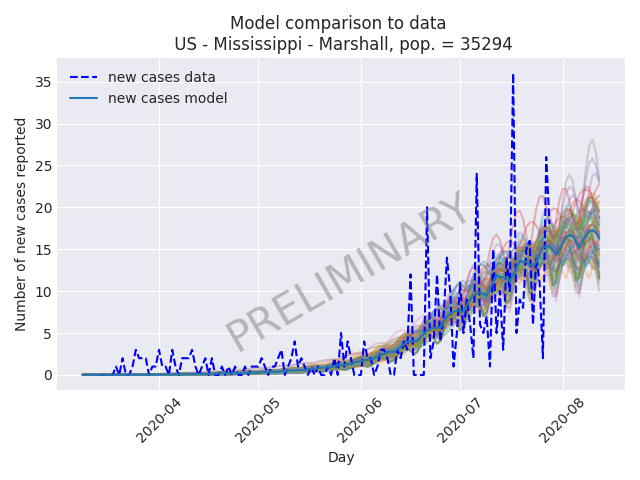 Model comparison to data
US - Mississippi - Marshall, pop. = 35294
new cases data
new cases model
PRELIMINARY
Number of new cases reported
35
30
25
20
15
10
5
0
2020-04
2020-05
2020-06
2020-07
2020-08
Day